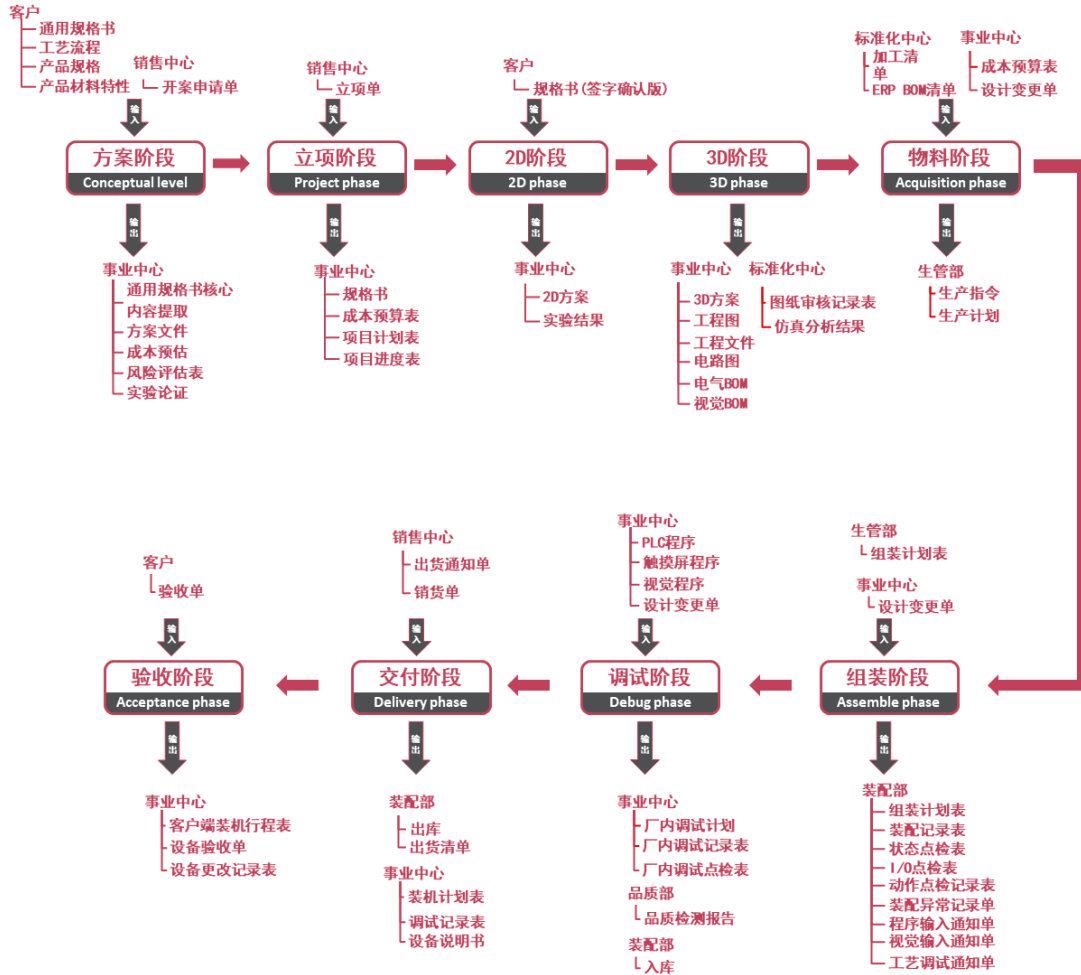 客户
通用规格书
工艺流程
产品规格
产品材料特性
销售中心
开案申请单
输入
方案阶段
Conceptual level
输出
事业中心
通用规格书核心
内容提取
方案文件
成本预估
风险评估表
实验论证
销售中心
立项单
输入
立项阶段
Project phase
输出
事业中心
规格书
成本预算表
项目计划表
项目进度表
客户
规格书(签字确认版)
输入
2D阶段
2D phase
输出
事业中心
2D方案
实验结果
3D阶段
3D phase
输出
事业中心
3D方案
工程图
工程文件
电路图
电气BOM
视觉BOM
标准化中心
图纸审核记录表
仿真分析结果
标准化中心
加工清
单
ERP BOM清单
事业中心
成本预算表
设计变更单
输入
物料阶段
Acquisition phase
输出
生管部
生产指令
生产计划
生管部
组装计划表
事业中心
设计变更单
输入
组装阶段
Assemble phase
输出
装配部
组装计划表
装配记录表
状态点检表
I/O点检表
动作点检记录表
装配异常记录单
程序输入通知单
视觉输入通知单
工艺调试通知单
事业中心
PLC程序
触摸屏程序
视觉程序
设计变更单
输入
调试阶段
Debug phase
输出
事业中心
厂内调试计划
厂内调试记录表
厂内调试点检表
品质部
品质检测报告
装配部
入库
销售中心
出货通知单
销货单
输入
交付阶段
Delivery phase
输出
装配部
出库
出货清单
事业中心
装机计划表
调试记录表
设备说明书
客户
验收单
输入
验收阶段
Acceptance phase
输出
事业中心
客户端装机行程表
设备验收单
设备更改记录表